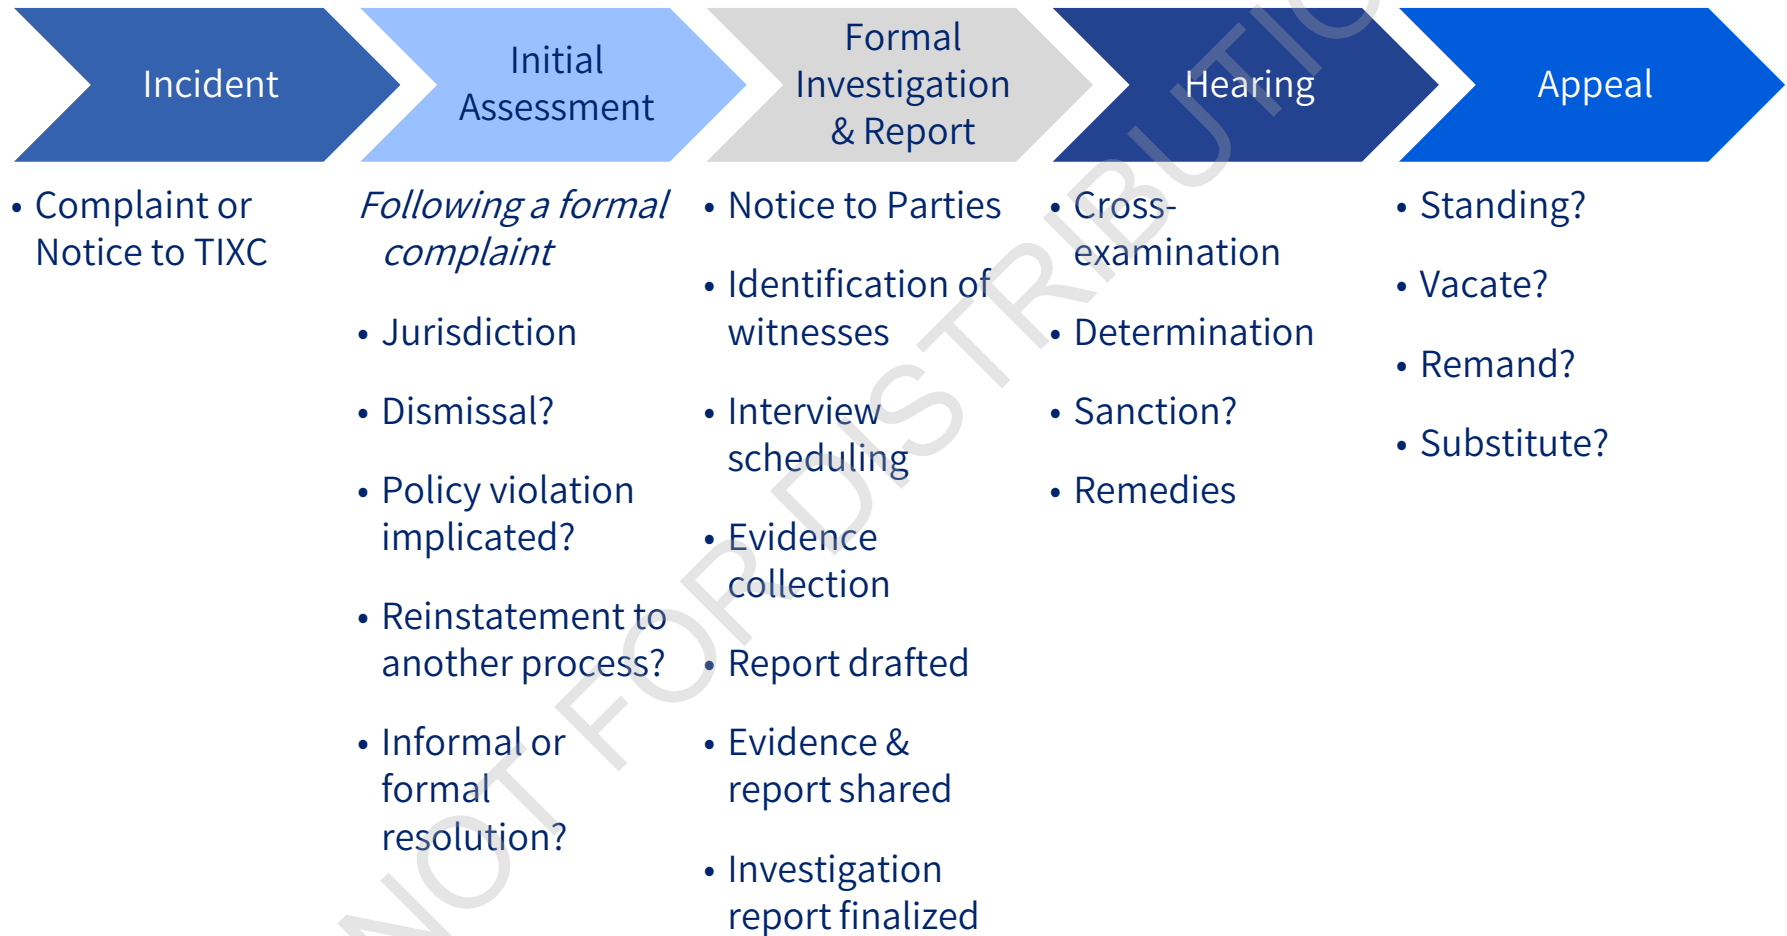 Incident
Initial
Assessment
Formal
Investigation
& Report
Hearing
Appeal
• Complaint or
Notice to TIXC
Following a formal
complaint
• Jurisdiction
• Dismissal?
• Policy violation
implicated?
• Reinstatement to
another process?
• Informal or
formal
resolution?
• Notice to Parties
• Identification of
witnesses
• Interview
scheduling
• Evidence
collection
• Report drafted
• Evidence &
report shared
• Investigation
report finalized
• Cross-
examination
• Determination
• Sanction?
• Remedies
• Standing?
• Vacate?
• Remand?
• Substitute?
NOT FOR DISTRIBUTIO